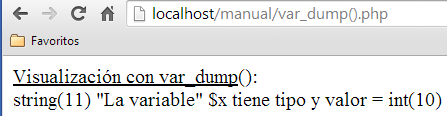 localhost/manual/var_dump().php
Favoritos
Visualización con var_dump():
string(11) "La variable" $x tiene tipo y valor = int(10)